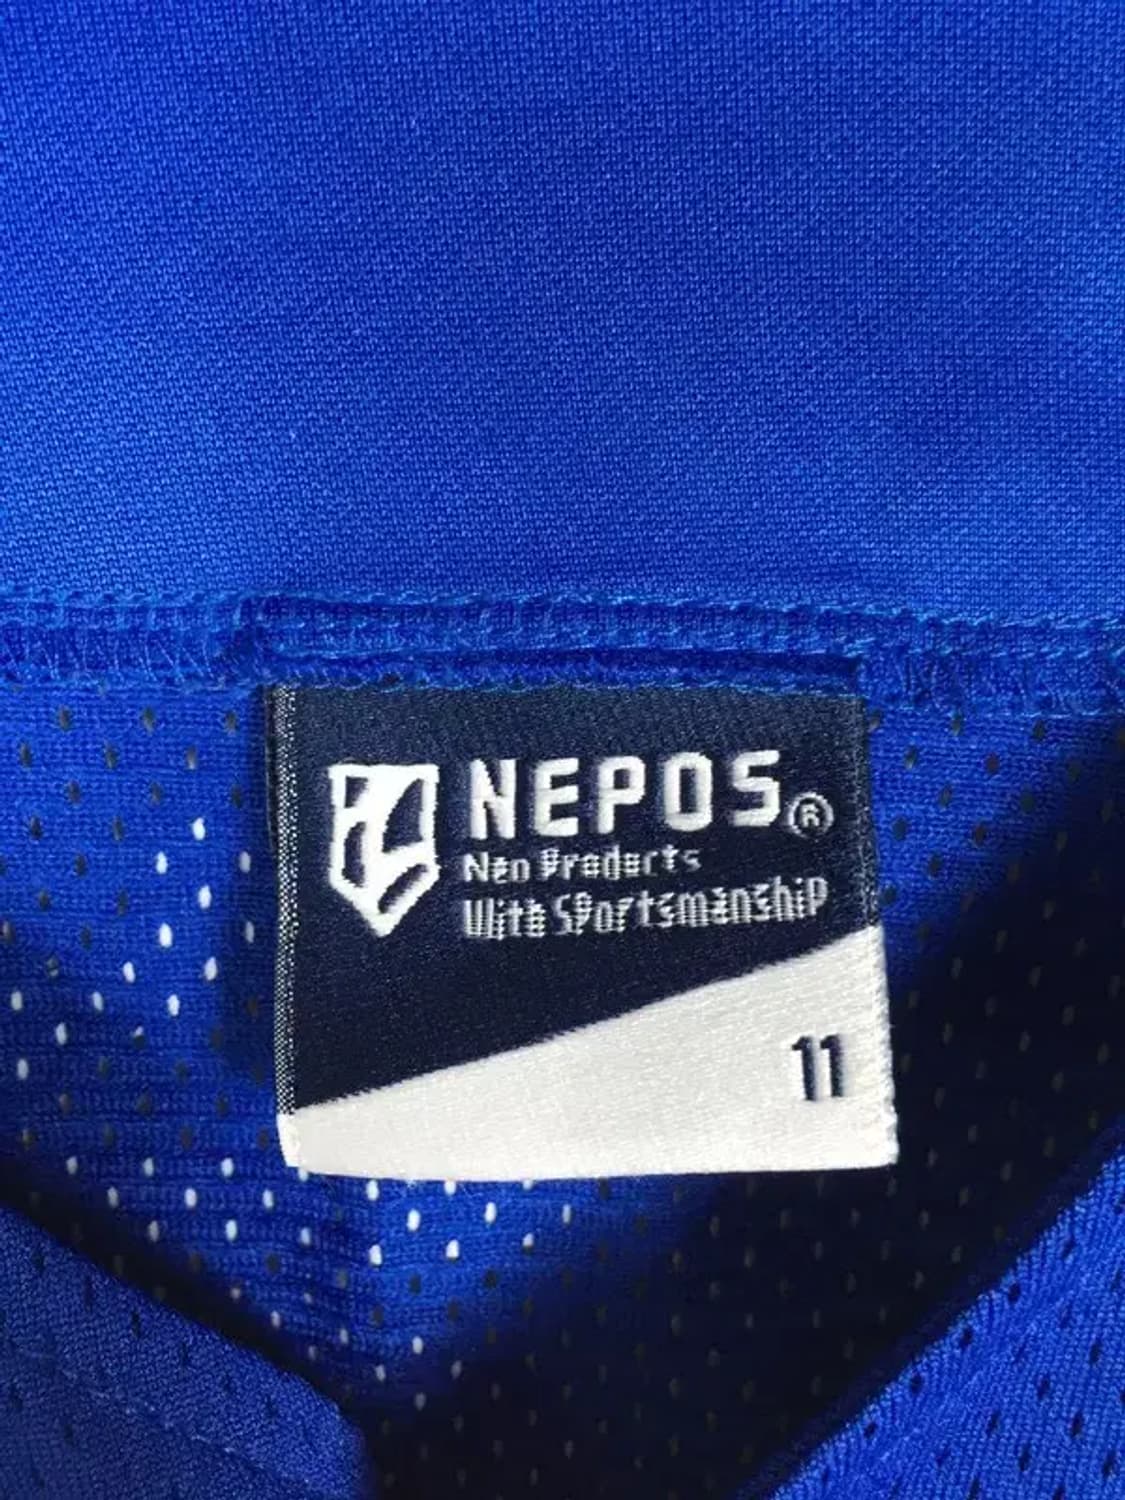 NEPOS®
Neo Products
With Sportsmanship
11